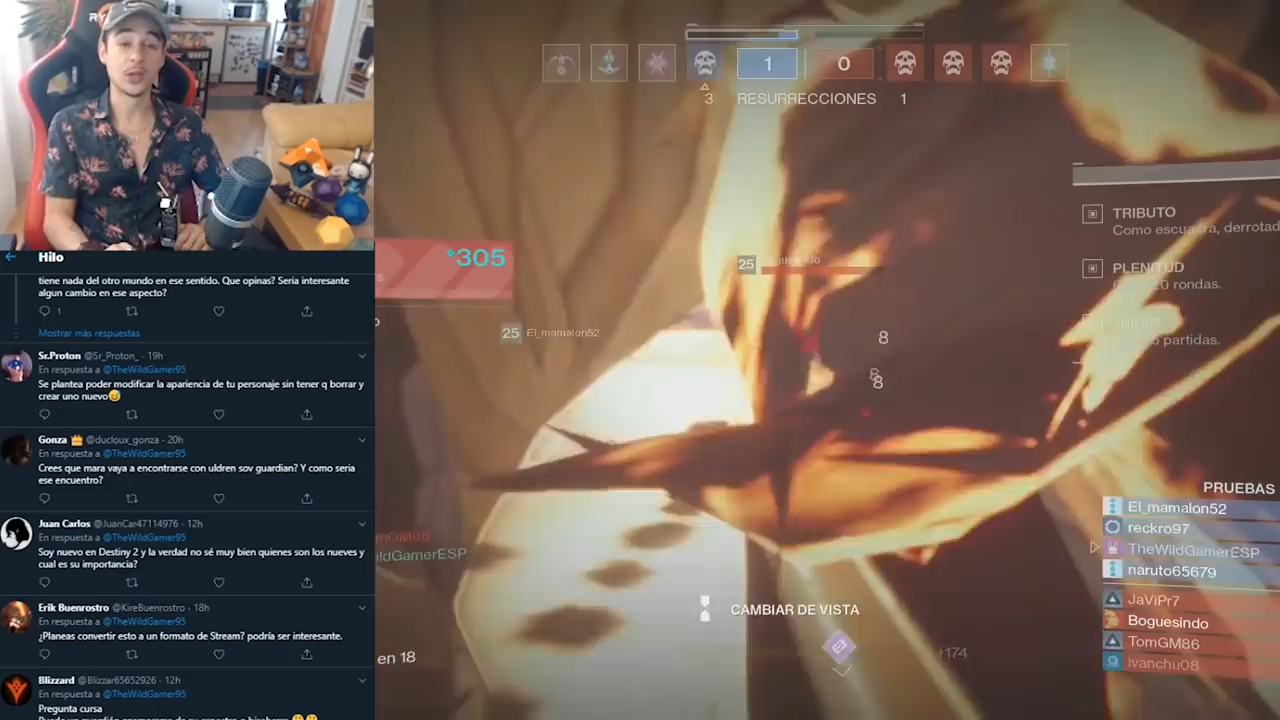 Hilo
tiene nada del otro mundo en ese sentido. Que opinas? Seria interesante
algun cambio en ese aspecto?
1
Mostrar más respuestas
Sr.Proton @Sr_Proton_ · 19h
En respuesta a @TheWildGamer95
Se plantea poder modificar la apariencia de tu personaje sin tener q borrar y
crear uno nuevo
Gonza @ducloux_gonza · 20h
En respuesta a @TheWildGamer95
Crees que mara vaya a encontrarse con uldren sov guardian? Y como seria
ese encuentro?
Juan Carlos @JuanCar47114976 · 12h
En respuesta a @TheWildGamer95
Soy nuevo en Destiny 2 y la verdad no sé muy bien quienes son los nueves y
cual es su importancia?
Erik Buenrostro @KireBuenrostro · 18h
En respuesta a @TheWildGamer95
¿Planeas convertir esto a un formato de Stream? podría ser interesante.
Blizzard @Blizzar65652926 · 12h
En respuesta a @TheWildGamer95
Pregunta cursa
1 0
3 RESURRECCIONES 1
TRIBUTO
Como escuadra, derrotad
PLENITUD
20 rondas.
partidas.
+305
25
25 El_mamalon52
8
8
8
ildGamerESP
CAMBIAR DE VISTA
en 18
+174
PRUEBAS
El_mamalon52
reckro97
TheWildGamerESP
naruto65679
JaViPr7
Boguesindo
TomGM86
ivanchu08